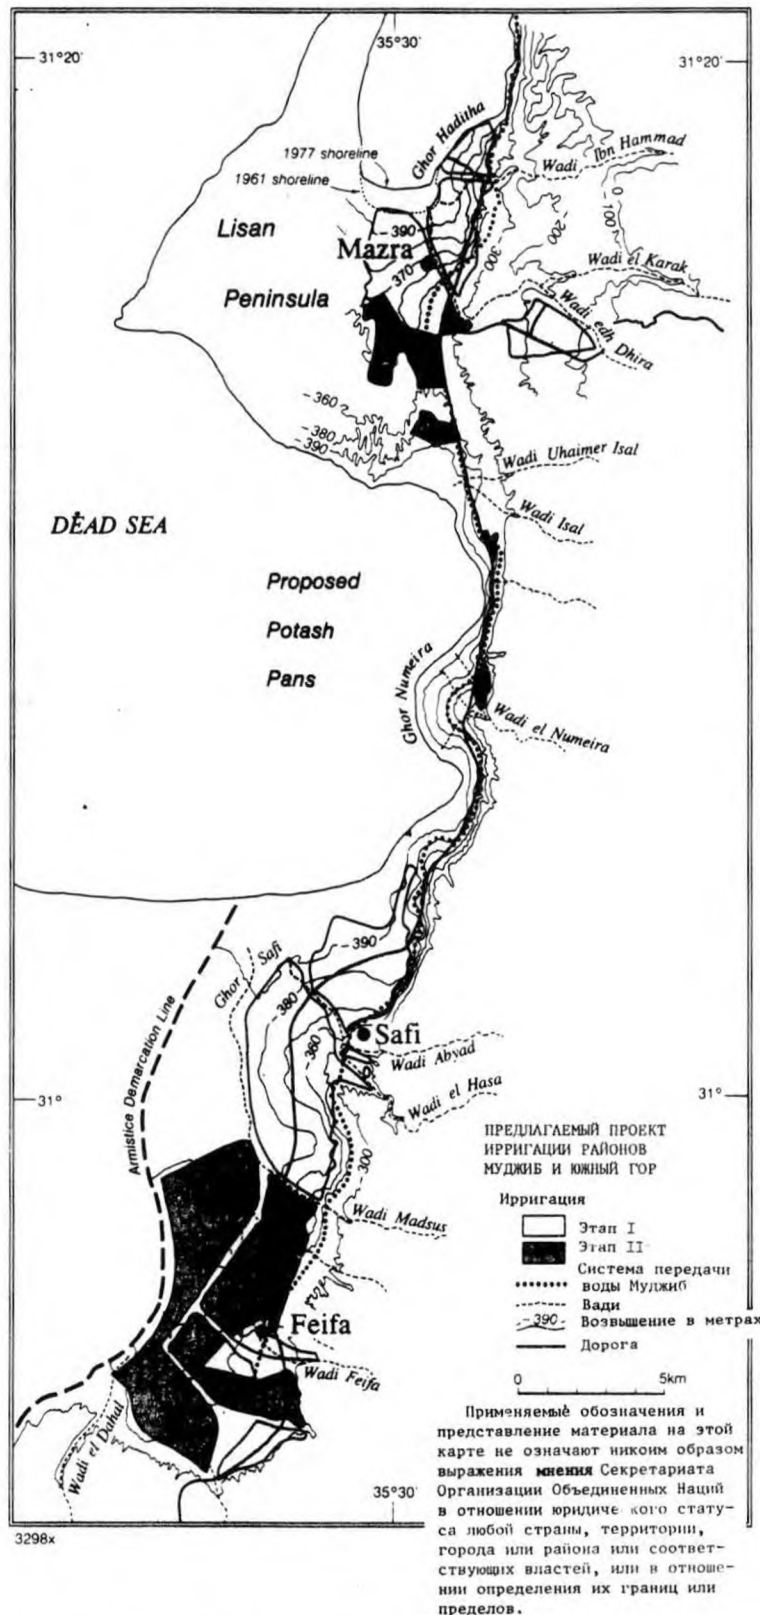 35°30'
31°20'
31°20'
Ghor Haditha
1977 shoreline
1961 shoreline
Wadi Ibn Hammad
0
-100
-200
-300
Lisan
-390
Mazra
370
Wadi el Karak
Peninsula
Wadi edh Dhira
-360
-380
-390
Wadi Uhaimer Isal
Wadi Isal
DEAD SEA
Proposed
Potash
Pans
Ghor Numeira
Wadi el Numeira
-390
Ghor Safi
-380
-360
Safi
Armistice Demarcation Line
Wadi Abyad
Wadi el Hasa
31°
31°
300
ПРЕДЛАГАЕМЫЙ ПРОЕКТ
ИРРИГАЦИИ РАЙОНОВ
МУДЖИБ И ЮЖНЫЙ ГОР
Wadi Madsus
Ирригация
Этап I
Этап II
Система передачи
воды Муджиб
Вади
-390- Возвышение в метрах
Дорога
Feifa
Wadi Feifa
0 5km
Wadi el Dahal
35°30'
Применяемые обозначения и
представление материала на этой
карте не означают никоим образом
выражения мнения Секретариата
Организации Объединенных Наций
в отношении юридиче кого стату-
са любой страны, территории,
города или района или соответ-
ствующих властей, или в отноше-
нии определения их границ или
пределов.
3298x